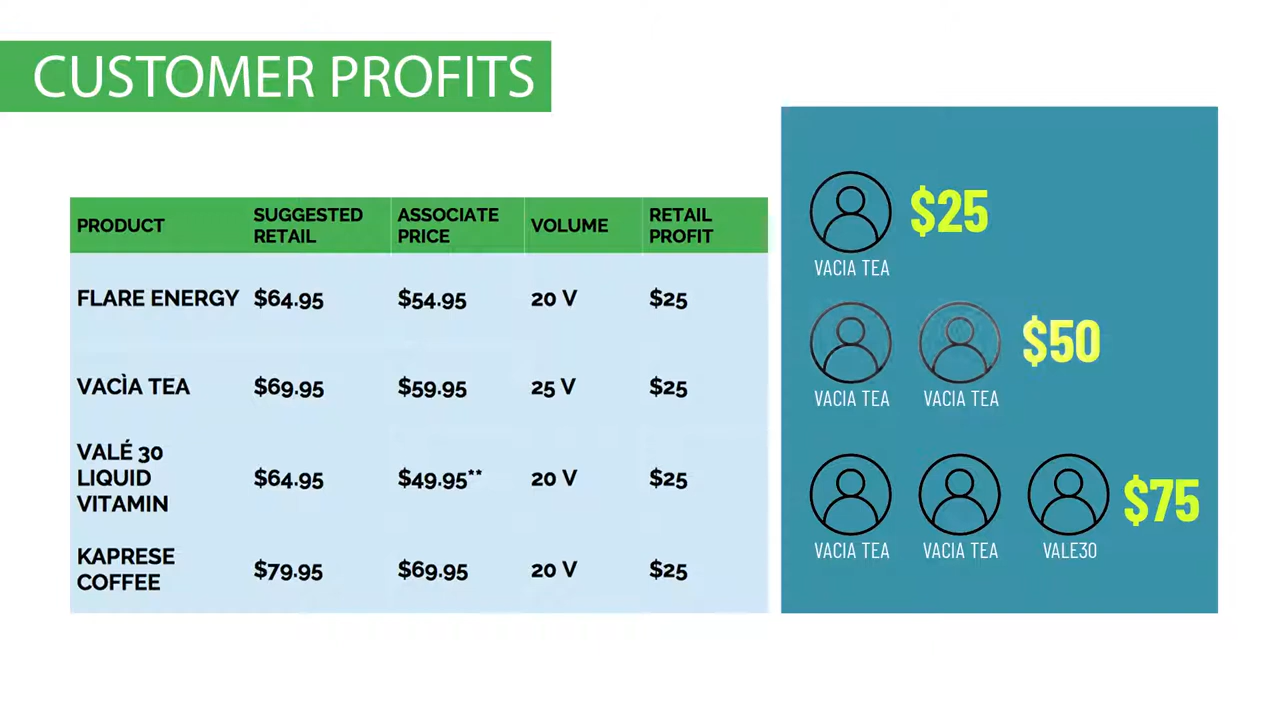 CUSTOMER PROFITS
PRODUCT SUGGESTED RETAIL ASSOCIATE PRICE VOLUME RETAIL PROFIT
FLARE ENERGY $64.95 $54.95 20 V $25
VACÌA TEA $69.95 $59.95 25 V $25
VALÉ 30 LIQUID VITAMIN $64.95 $49.95** 20 V $25
KAPRESE COFFEE $79.95 $69.95 20 V $25
$25
VACIA TEA
$50
VACIA TEA VACIA TEA
$75
VACIA TEA VACIA TEA VALE30